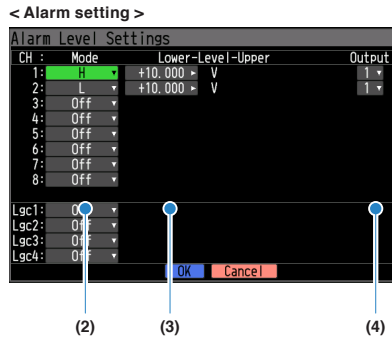 < Alarm setting >
Alarm Level Settings
CH : Mode Lower-Level-Upper Output
1: H +10.000 V 1
2: L +10.000 V 1
3: Off
4: Off
5: Off
6: Off
7: Off
8: Off
Lgc1: Off
Lgc2: Off
Lgc3: Off
Lgc4: Off
OK Cancel
(2) (3) (4)